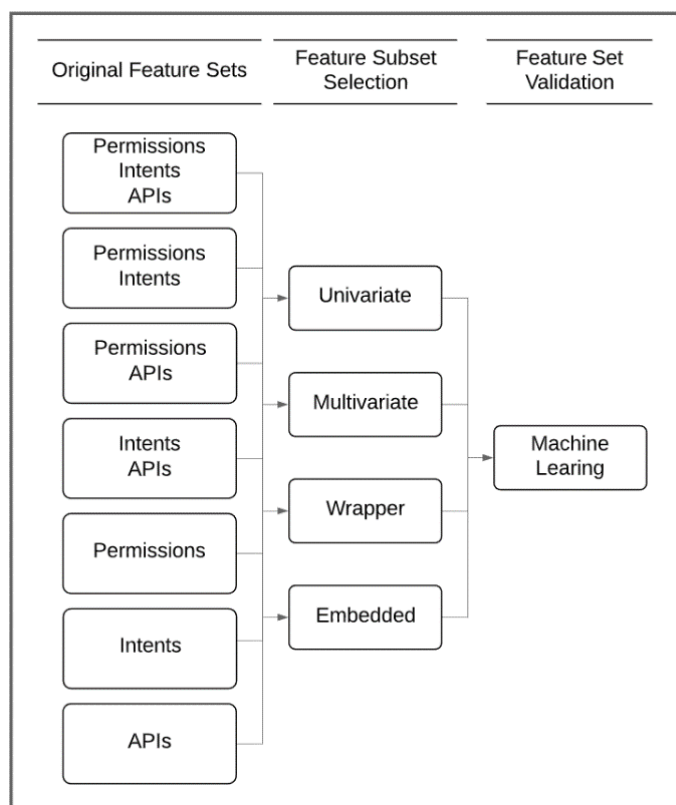 Original Feature Sets
Feature Subset
Selection
Feature Set
Validation
Permissions
Intents
APIs
Permissions
Intents
Permissions
APIs
Intents
APIs
Permissions
Intents
APIs
Univariate
Multivariate
Wrapper
Embedded
Machine
Learing